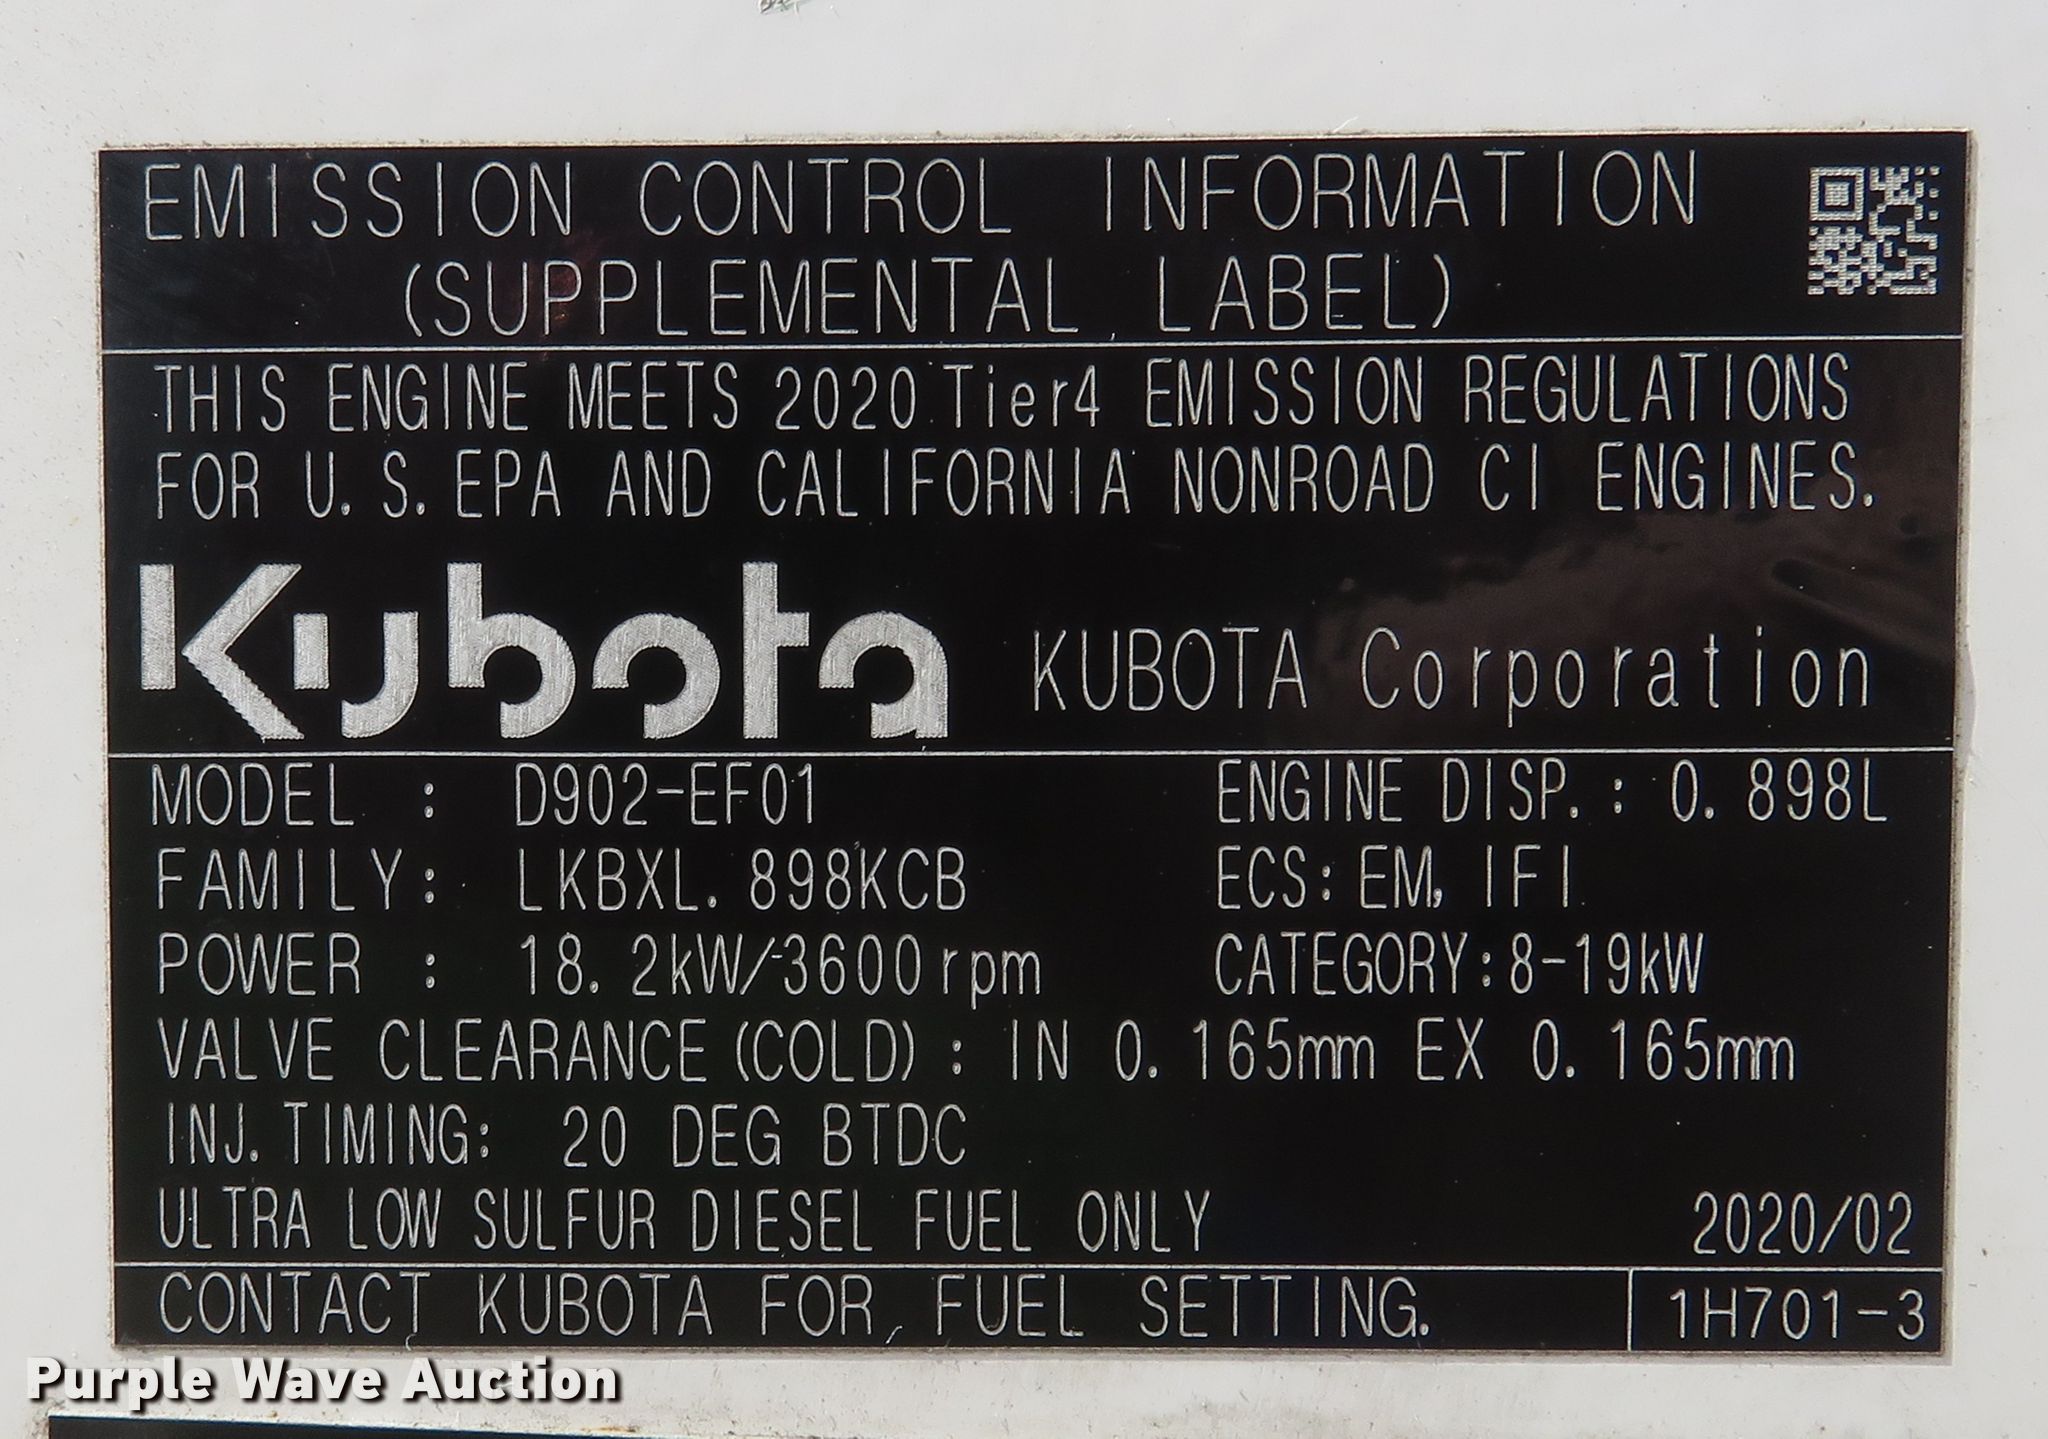 EMISSION CONTROL INFORMATION
(SUPPLEMENTAL LABEL)
THIS ENGINE MEETS 2020 Tier4 EMISSION REGULATIONS
FOR U.S.EPA AND CALIFORNIA NONROAD CI ENGINES.
Kubota KUBOTA Corporation
MODEL : D902-EF01 ENGINE DISP.: 0.898L
FAMILY: LKBXL.898KCB ECS:EM,IFI
POWER : 18.2kW/3600rpm CATEGORY:8-19kW
VALVE CLEARANCE(COLD): IN 0.165mm EX 0.165mm
INJ.TIMING: 20 DEG BTDC
ULTRA LOW SULFUR DIESEL FUEL ONLY 2020/02
CONTACT KUBOTA FOR FUEL SETTING. 1H701-3
Purple Wave Auction